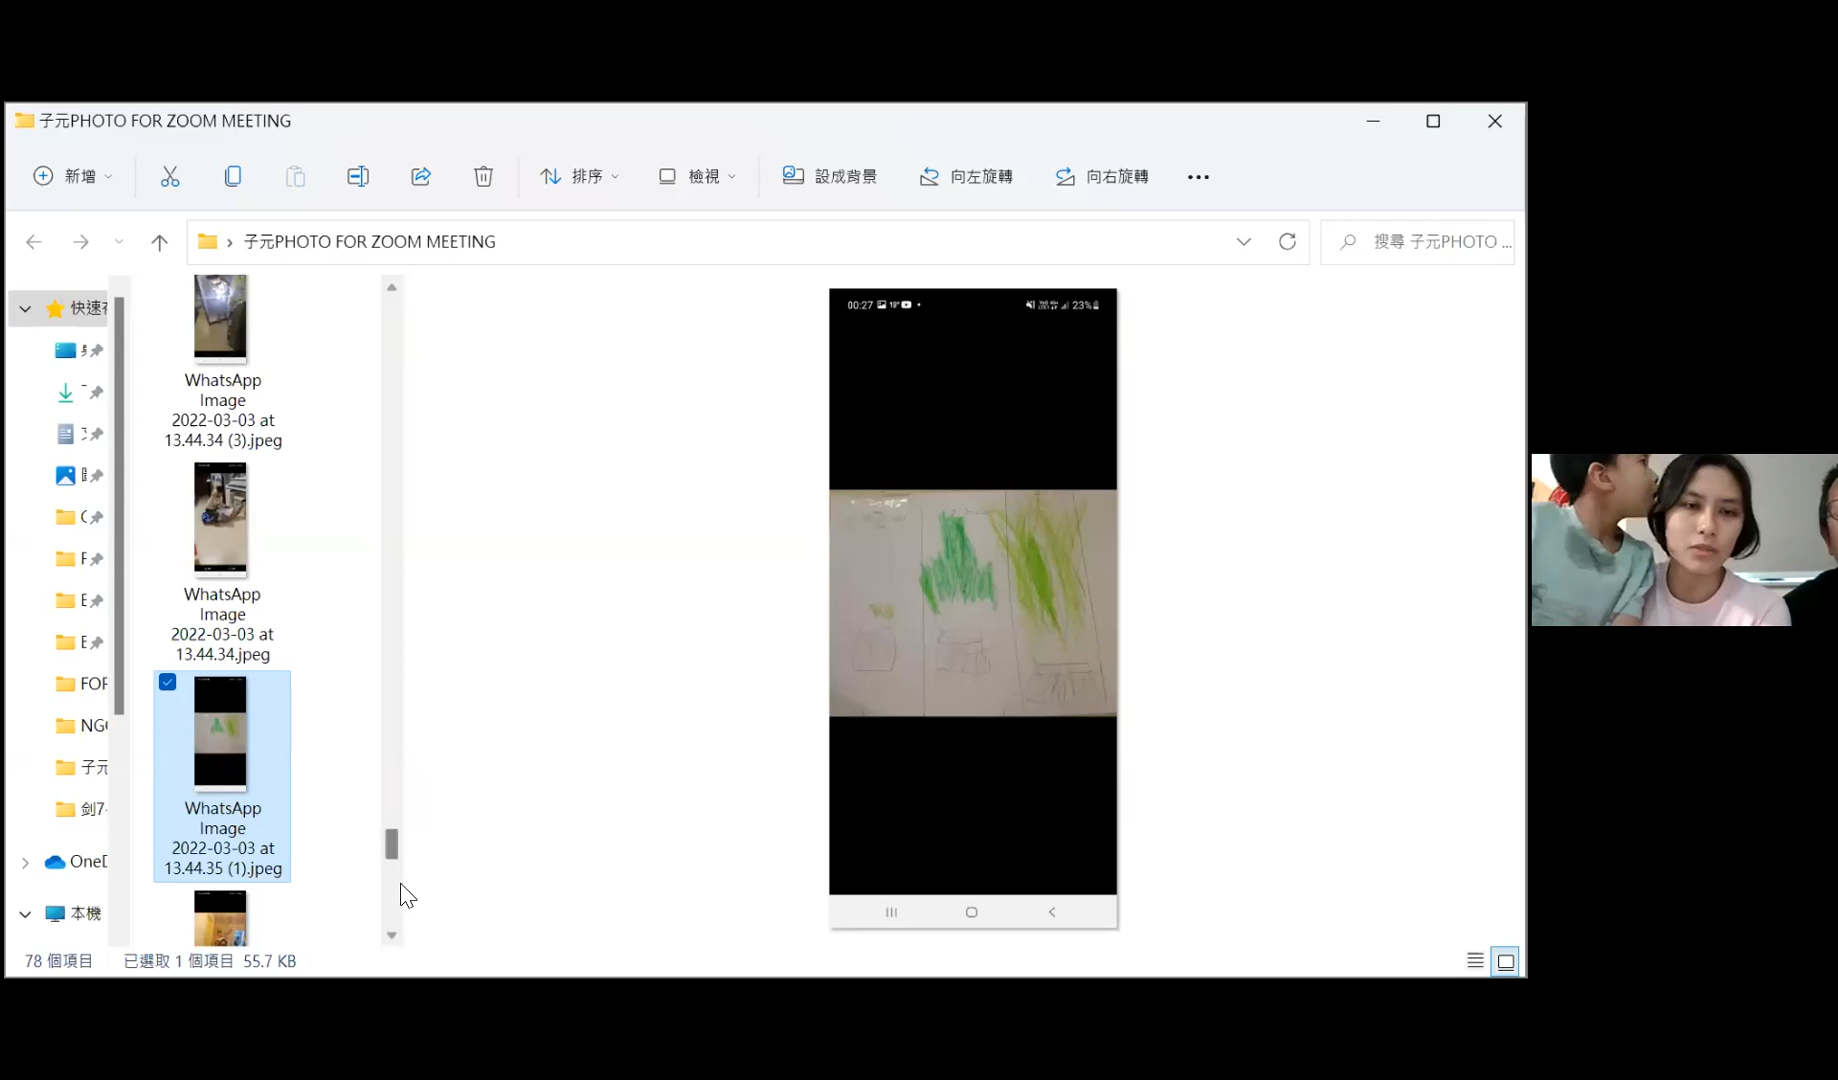 子元PHOTO FOR ZOOM MEETING
新增
排序
檢視
設成背景
向左旋轉
向右旋轉
子元PHOTO FOR ZOOM MEETING
搜尋 子元PHOTO ...
快速
FOR
子元
剑7-
OneD
本機
WhatsApp
Image
2022-03-03 at
13.44.34 (3).jpeg
WhatsApp
Image
2022-03-03 at
13.44.34.jpeg
WhatsApp
Image
2022-03-03 at
13.44.35 (1).jpeg
00:27
19°
23%
78 個項目
已選取 1 個項目 55.7 KB